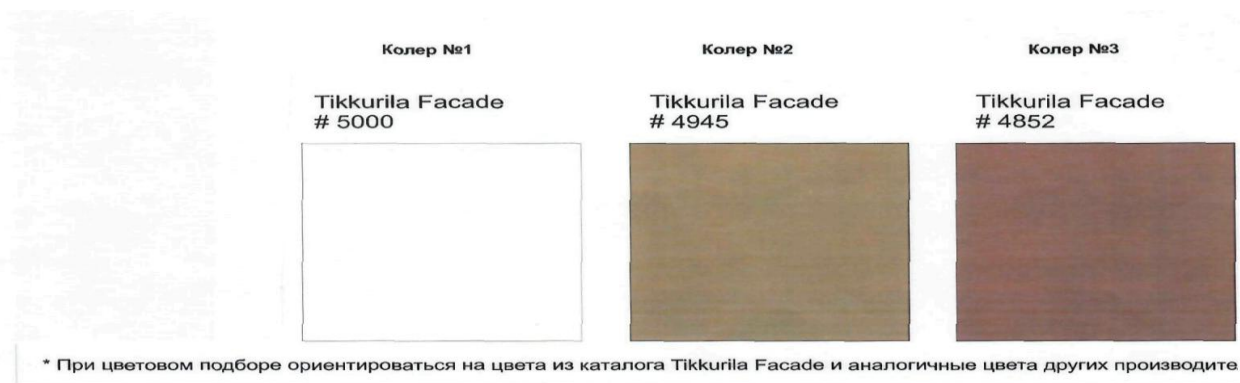 Колер №1
Колер №2
Колер №3
Tikkurila Facade
# 5000
Tikkurila Facade
# 4945
Tikkurila Facade
# 4852
* При цветовом подборе ориентироваться на цвета из каталога Tikkurila Facade и аналогичные цвета других производите